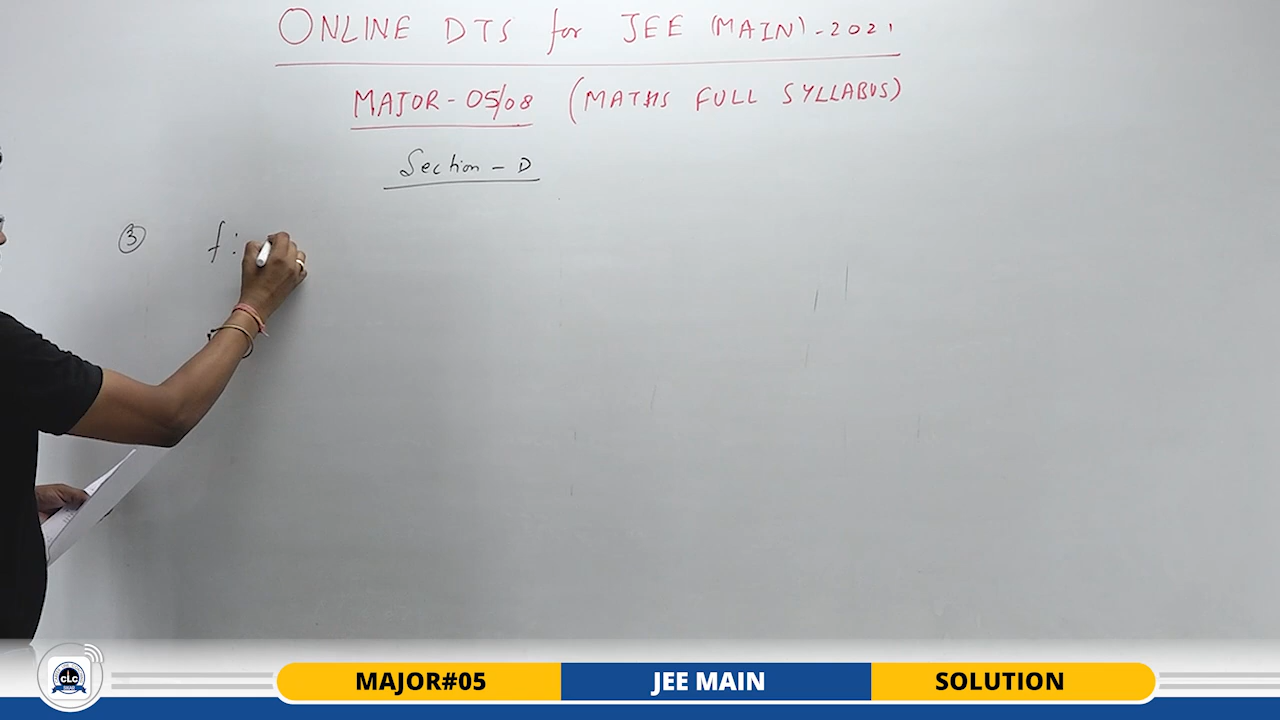 ONLINE DTS for JEE (MAIN)-2021
MAJOR-05/08 (MATHS FULL SYLLABUS)
Section - D
③ f:
CLC
MAJOR#05 JEE MAIN SOLUTION